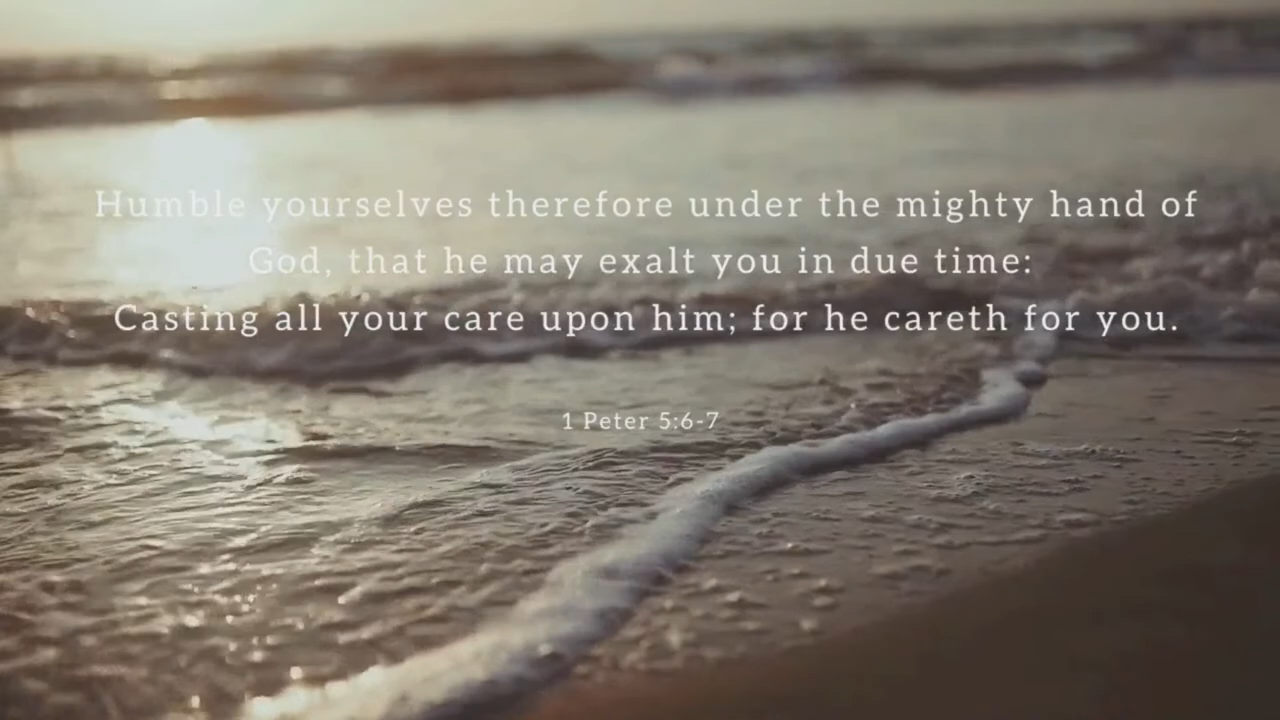 Humble yourselves therefore under the mighty hand of
God, that he may exalt you in due time:
Casting all your care upon him; for he careth for you.
1 Peter 5:6-7